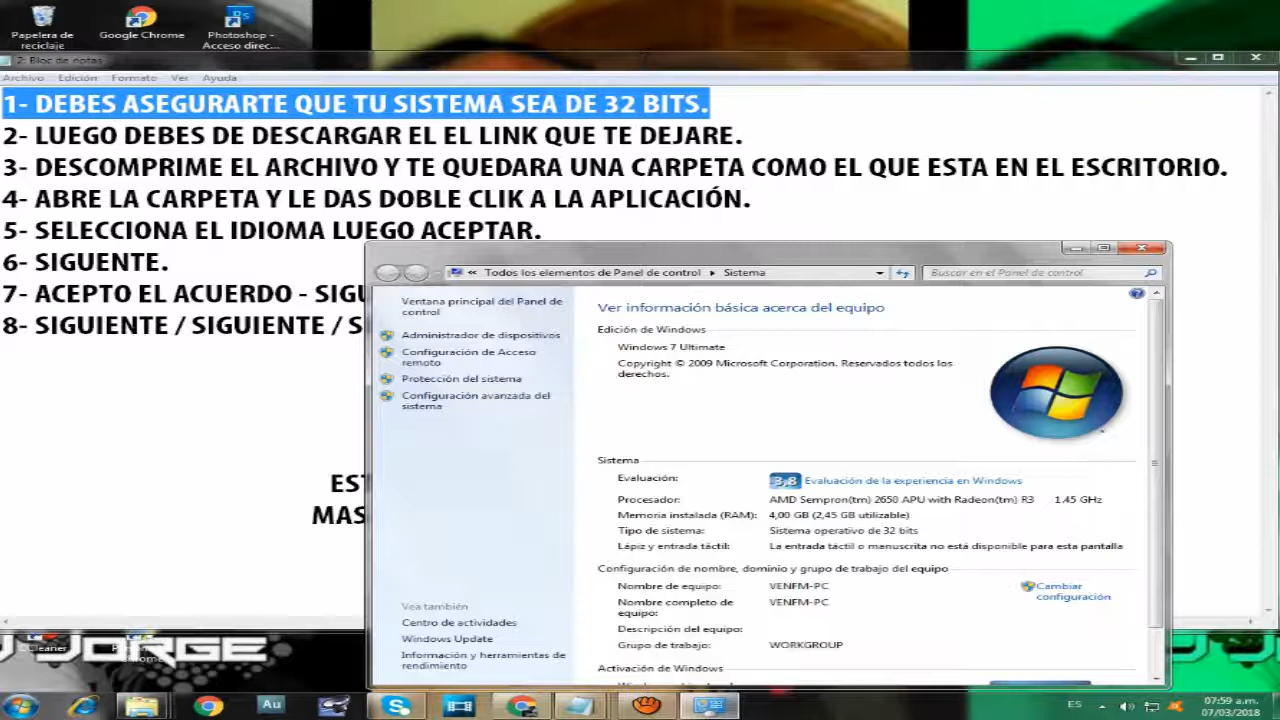 Papelera de
reciclaje
Google Chrome
Photoshop -
Acceso direc...
2: Bloc de notas
Archivo Edición Formato Ver Ayuda
1- DEBES ASEGURARTE QUE TU SISTEMA SEA DE 32 BITS.
2- LUEGO DEBES DE DESCARGAR EL EL LINK QUE TE DEJARE.
3- DESCOMPRIME EL ARCHIVO Y TE QUEDARA UNA CARPETA COMO EL QUE ESTA EN EL ESCRITORIO.
4- ABRE LA CARPETA Y LE DAS DOBLE CLIK A LA APLICACIÓN.
5- SELECCIONA EL IDIOMA LUEGO ACEPTAR.
6- SIGUENTE.
7- ACEPTO EL ACUERDO - SIGU
8- SIGUIENTE / SIGUIENTE / S
EST
MAS
Todos los elementos de Panel de control Sistema
Buscar en el Panel de control
Ventana principal del Panel de
control
Administrador de dispositivos
Configuración de Acceso
remoto
Protección del sistema
Configuración avanzada del
sistema
Vea también
Centro de actividades
Windows Update
Información y herramientas de
rendimiento
Ver información básica acerca del equipo
Edición de Windows
Windows 7 Ultimate
Copyright © 2009 Microsoft Corporation. Reservados todos los
derechos.
Sistema
Evaluación: 3,8 Evaluación de la experiencia en Windows
Procesador: AMD Sempron(tm) 2650 APU with Radeon(tm) R3 1.45 GHz
Memoria instalada (RAM): 4,00 GB (2,45 GB utilizable)
Tipo de sistema: Sistema operativo de 32 bits
Lápiz y entrada táctil: La entrada táctil o manuscrita no está disponible para esta pantalla
Configuración de nombre, dominio y grupo de trabajo del equipo
Nombre de equipo: VENFM-PC
Cambiar
configuración
Nombre completo de
equipo:
VENFM-PC
Descripción del equipo:
Grupo de trabajo: WORKGROUP
Activación de Windows
CCleaner
JORGE
Au
ES
07:59 a.m.
07/03/2018